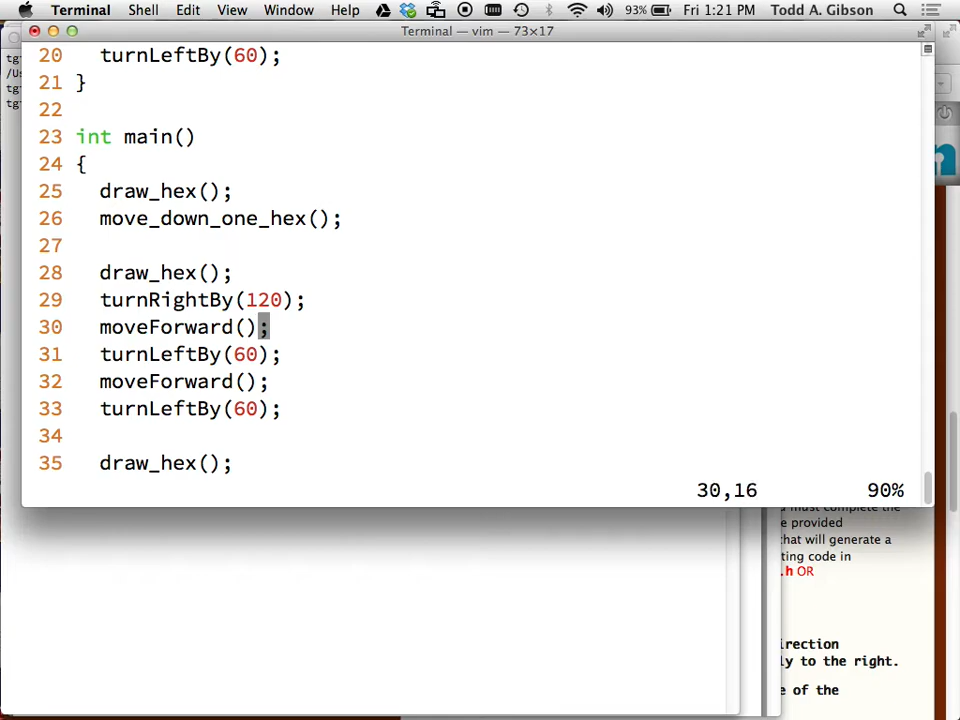 Terminal Shell Edit View Window Help 93% Fri 1:21 PM Todd A. Gibson
Terminal — vim — 73×17
20 turnLeftBy(60);
21 }
22
23 int main()
24 {
25 draw_hex();
26 move_down_one_hex();
27
28 draw_hex();
29 turnRightBy(120);
30 moveForward();
31 turnLeftBy(60);
32 moveForward();
33 turnLeftBy(60);
34
35 draw_hex();
30,16 90%
must complete the
e provided
that will generate a
ting code in
.h OR
irection
ly to the right.
e of the